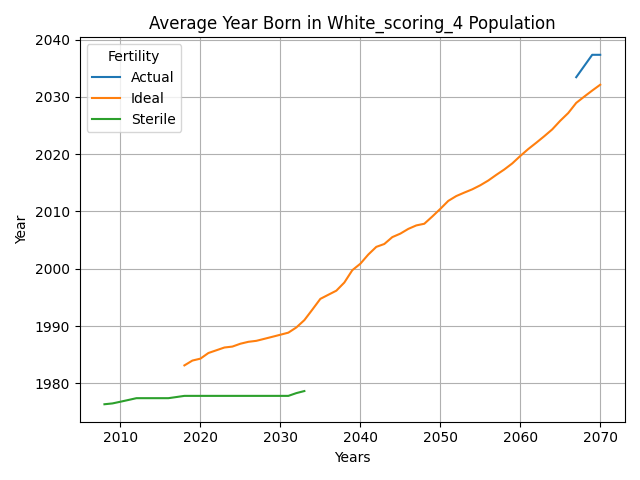 Average Year Born in White_scoring_4 Population
Fertility
Actual
Ideal
Sterile
Year
2040
2030
2020
2010
2000
1990
1980
2010 2020 2030 2040 2050 2060 2070
Years